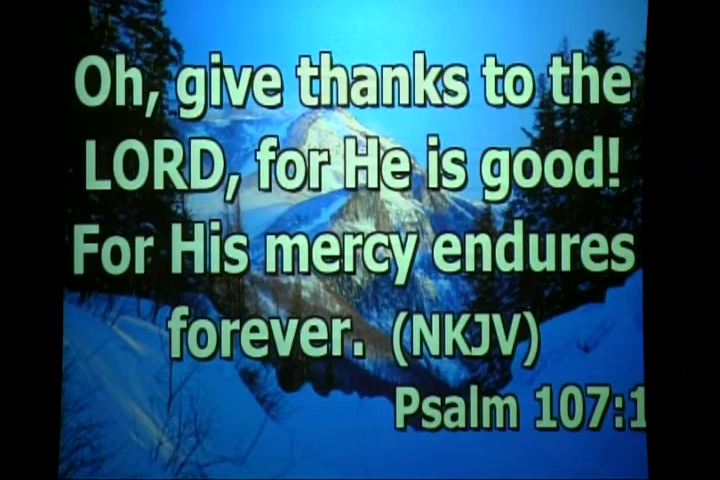 Oh, give thanks to the
LORD, for He is good!
For His mercy endures
forever. (NKJV)
Psalm 107:1